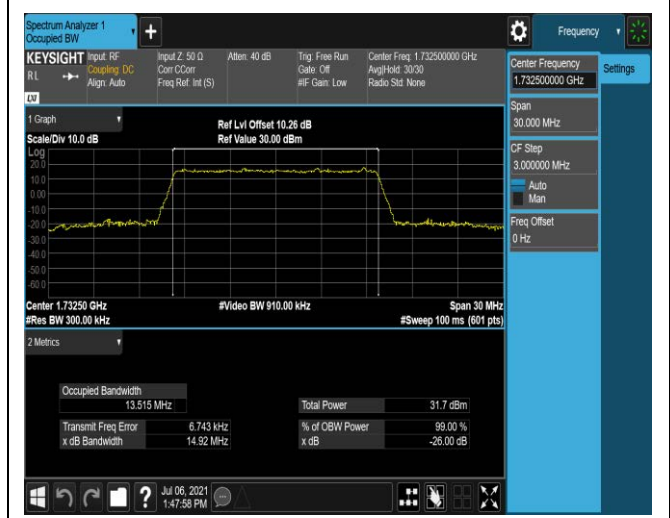 Spectrum Analyzer 1
Occupied BW
+
Frequency
KEYSIGHT
R L
LXI
Input: RF
Coupling: DC
Align: Auto
Input Z: 50 Ω
Corr CCorr
Freq Ref: Int (S)
Atten: 40 dB
Trig: Free Run
Gate: Off
#IF Gain: Low
Center Freq: 1.732500000 GHz
Avg|Hold: 30/30
Radio Std: None
Center Frequency
1.732500000 GHz
Settings
Span
30.000 MHz
CF Step
3.000000 MHz
Auto
Man
Freq Offset
0 Hz
1 Graph
Scale/Div 10.0 dB
Ref Lvl Offset 10.26 dB
Ref Value 30.00 dBm
Log
20.0
10.0
0.00
-10.0
-20.0
-30.0
-40.0
-50.0
-60.0
Center 1.73250 GHz
#Res BW 300.00 kHz
#Video BW 910.00 kHz
Span 30 MHz
#Sweep 100 ms (601 pts)
2 Metrics
Occupied Bandwidth
13.515 MHz
Transmit Freq Error 6.743 kHz
x dB Bandwidth 14.92 MHz
Total Power 31.7 dBm
% of OBW Power 99.00 %
x dB -26.00 dB
?
Jul 06, 2021
1:47:58 PM